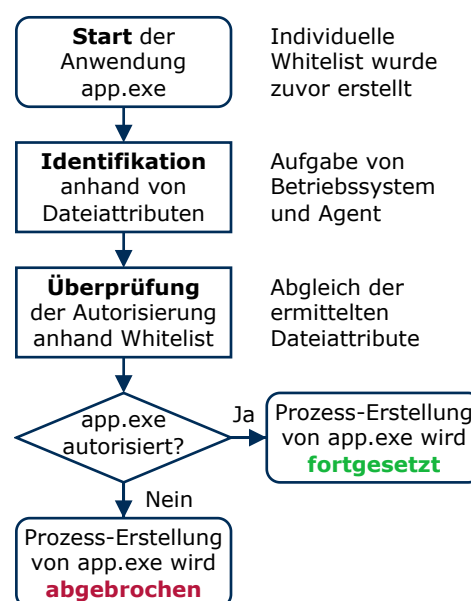 Start der
Anwendung
app.exe
Individuelle
Whitelist wurde
zuvor erstellt
Identifikation
anhand von
Dateiattributen
Aufgabe von
Betriebssystem
und Agent
Überprüfung
der Autorisierung
anhand Whitelist
Abgleich der
ermittelten
Dateiattribute
app.exe
autorisiert?
Ja
Prozess-Erstellung
von app.exe wird
fortgesetzt
Nein
Prozess-Erstellung
von app.exe wird
abgebrochen